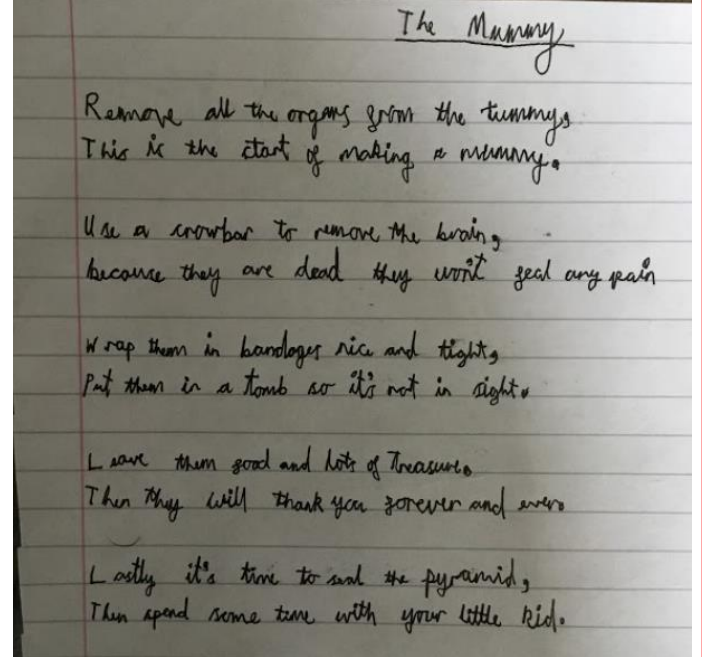 The Mummy
Remove all the organs from the tummy,
This is the start of making a mummy.
Use a crowbar to remove the brain,
because they are dead they won't feal any pain
Wrap them in bandages nice and tight,
Put them in a tomb so it's not in sight.
Leave them food and lots of Treasure.
Then they will thank you forever and ever.
Lastly it's time to seal the pyramid,
Then spend some time with your little kid.